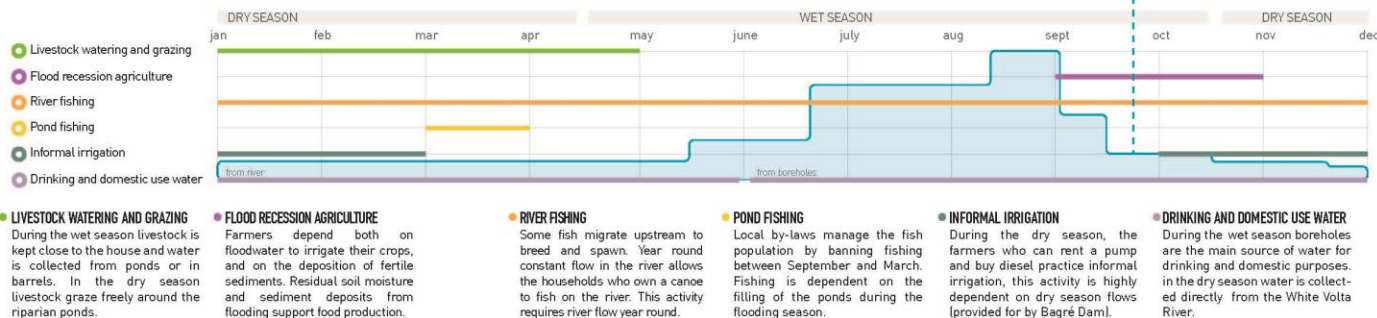 DRY SEASON WET SEASON DRY SEASON
jan feb mar apr may june july aug sept oct nov dec
Livestock watering and grazing
Flood recession agriculture
River fishing
Pond fishing
Informal irrigation
Drinking and domestic use water
from river from boreholes
LIVESTOCK WATERING AND GRAZING
During the wet season livestock is
kept close to the house and water
is collected from ponds or in
barrels. In the dry season
livestock graze freely around the
riparian ponds.
FLOOD RECESSION AGRICULTURE
Farmers depend both on
floodwater to irrigate their crops,
and on the deposition of fertile
sediments. Residual soil moisture
and sediment deposits from
flooding support food production.
RIVER FISHING
Some fish migrate upstream to
breed and spawn. Year round
constant flow in the river allows
the households who own a canoe
to fish on the river. This activity
requires river flow year round.
POND FISHING
Local by-laws manage the fish
population by banning fishing
between September and March.
Fishing is dependent on the
filling of the ponds during the
flooding season.
INFORMAL IRRIGATION
During the dry season, the
farmers who can rent a pump
and buy diesel practice informal
irrigation, this activity is highly
dependent on dry season flows
(provided for by Bagré Dam).
DRINKING AND DOMESTIC USE WATER
During the wet season boreholes
are the main source of water for
drinking and domestic purposes.
in the dry season water is collect-
ed directly from the White Volta
River.